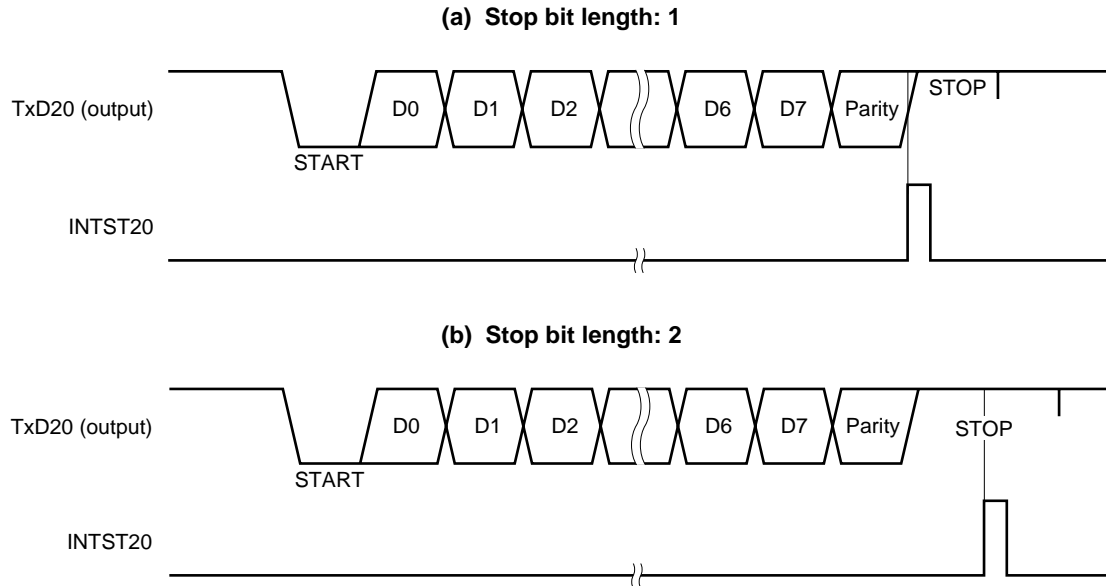 (a) Stop bit length: 1
TxD20 (output)
D0 D1 D2 D6 D7 Parity STOP
START
INTST20
(b) Stop bit length: 2
TxD20 (output)
D0 D1 D2 D6 D7 Parity STOP
START
INTST20